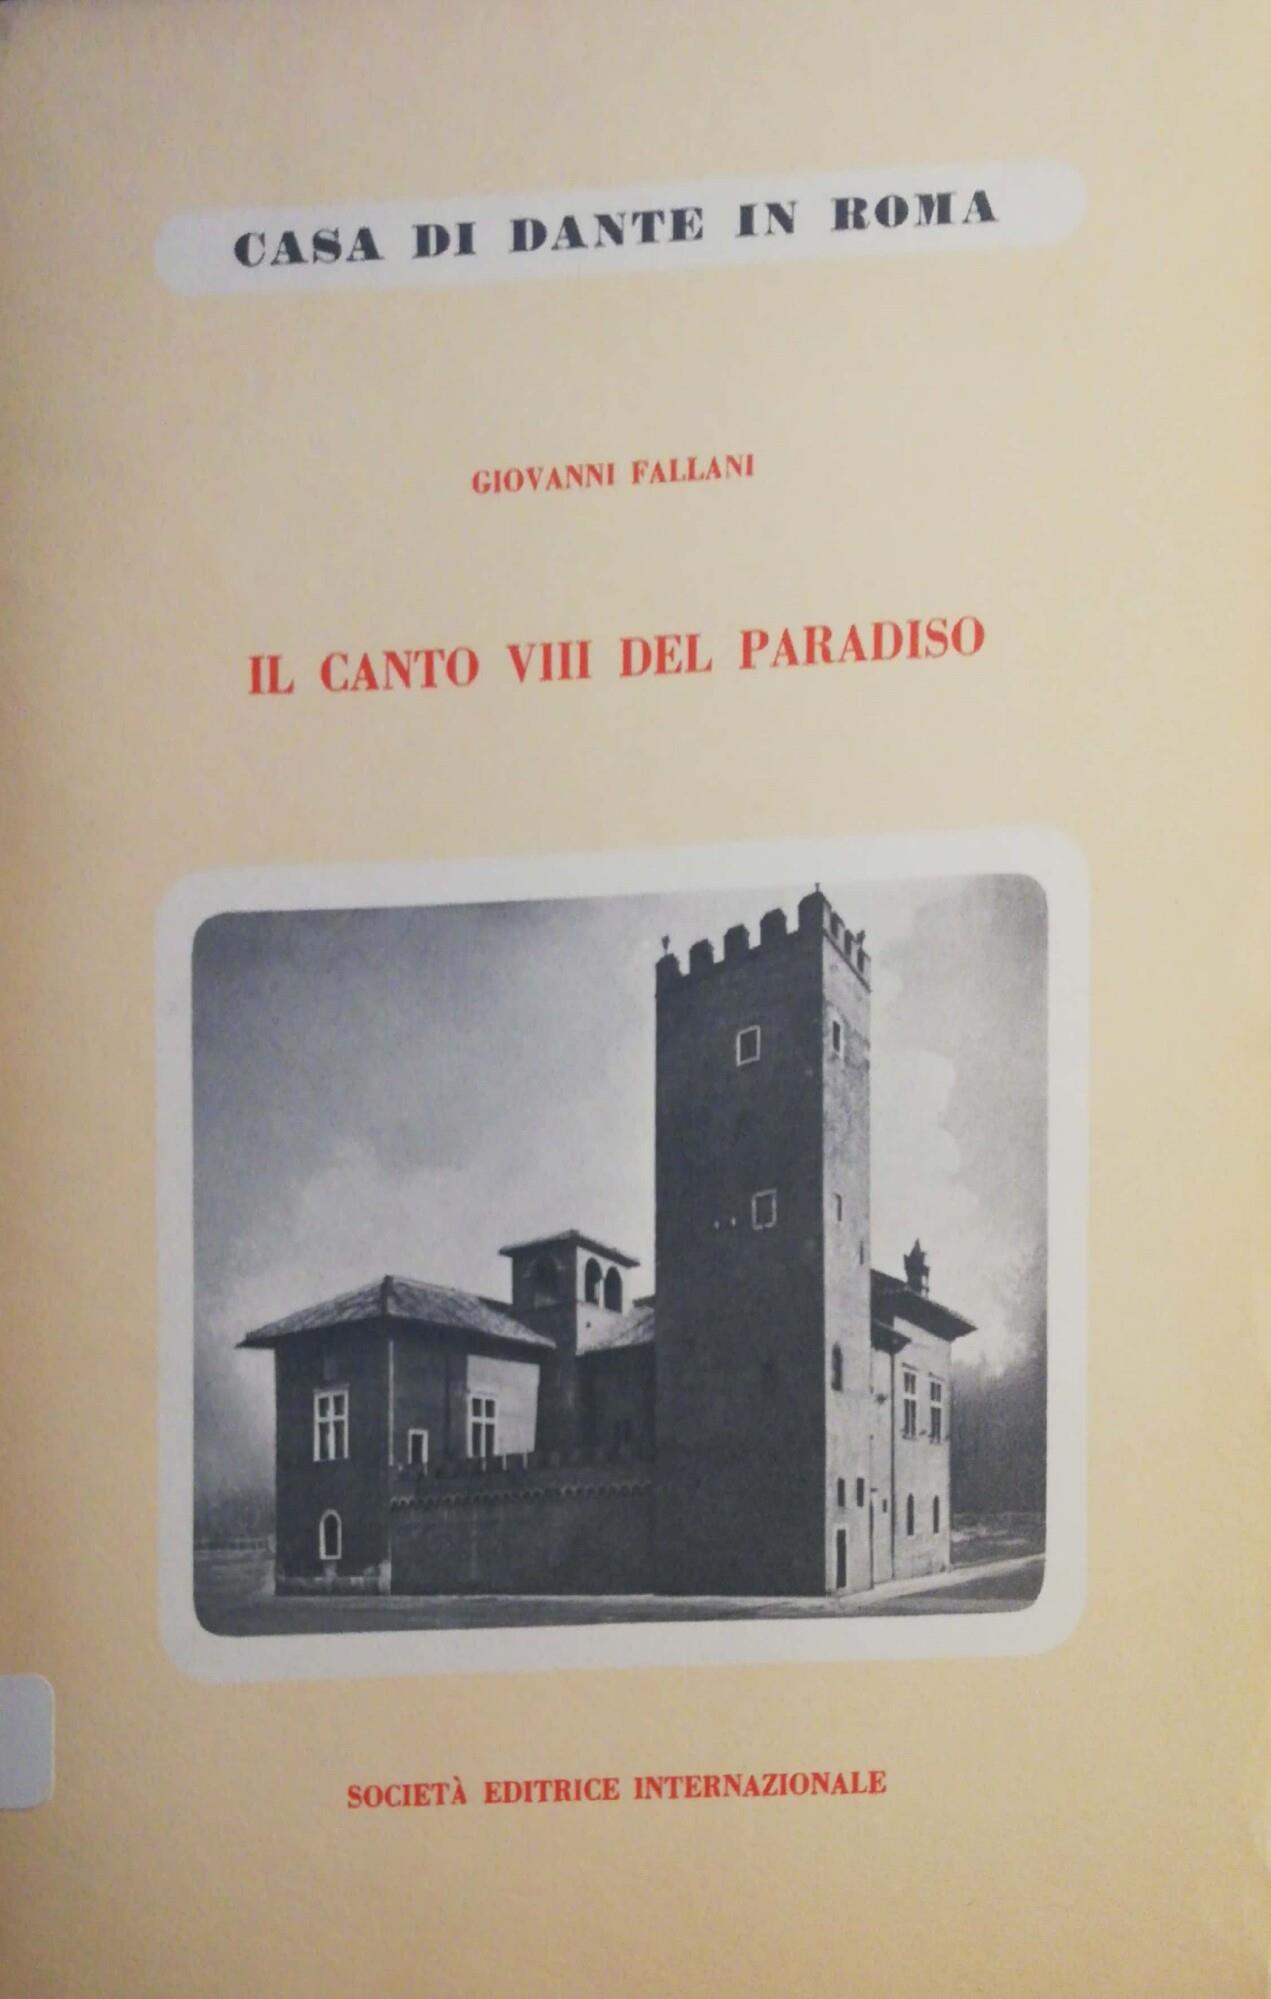 CASA DI DANTE IN ROMA
GIOVANNI FALLANI
IL CANTO VIII DEL PARADISO
SOCIETÀ EDITRICE INTERNAZIONALE